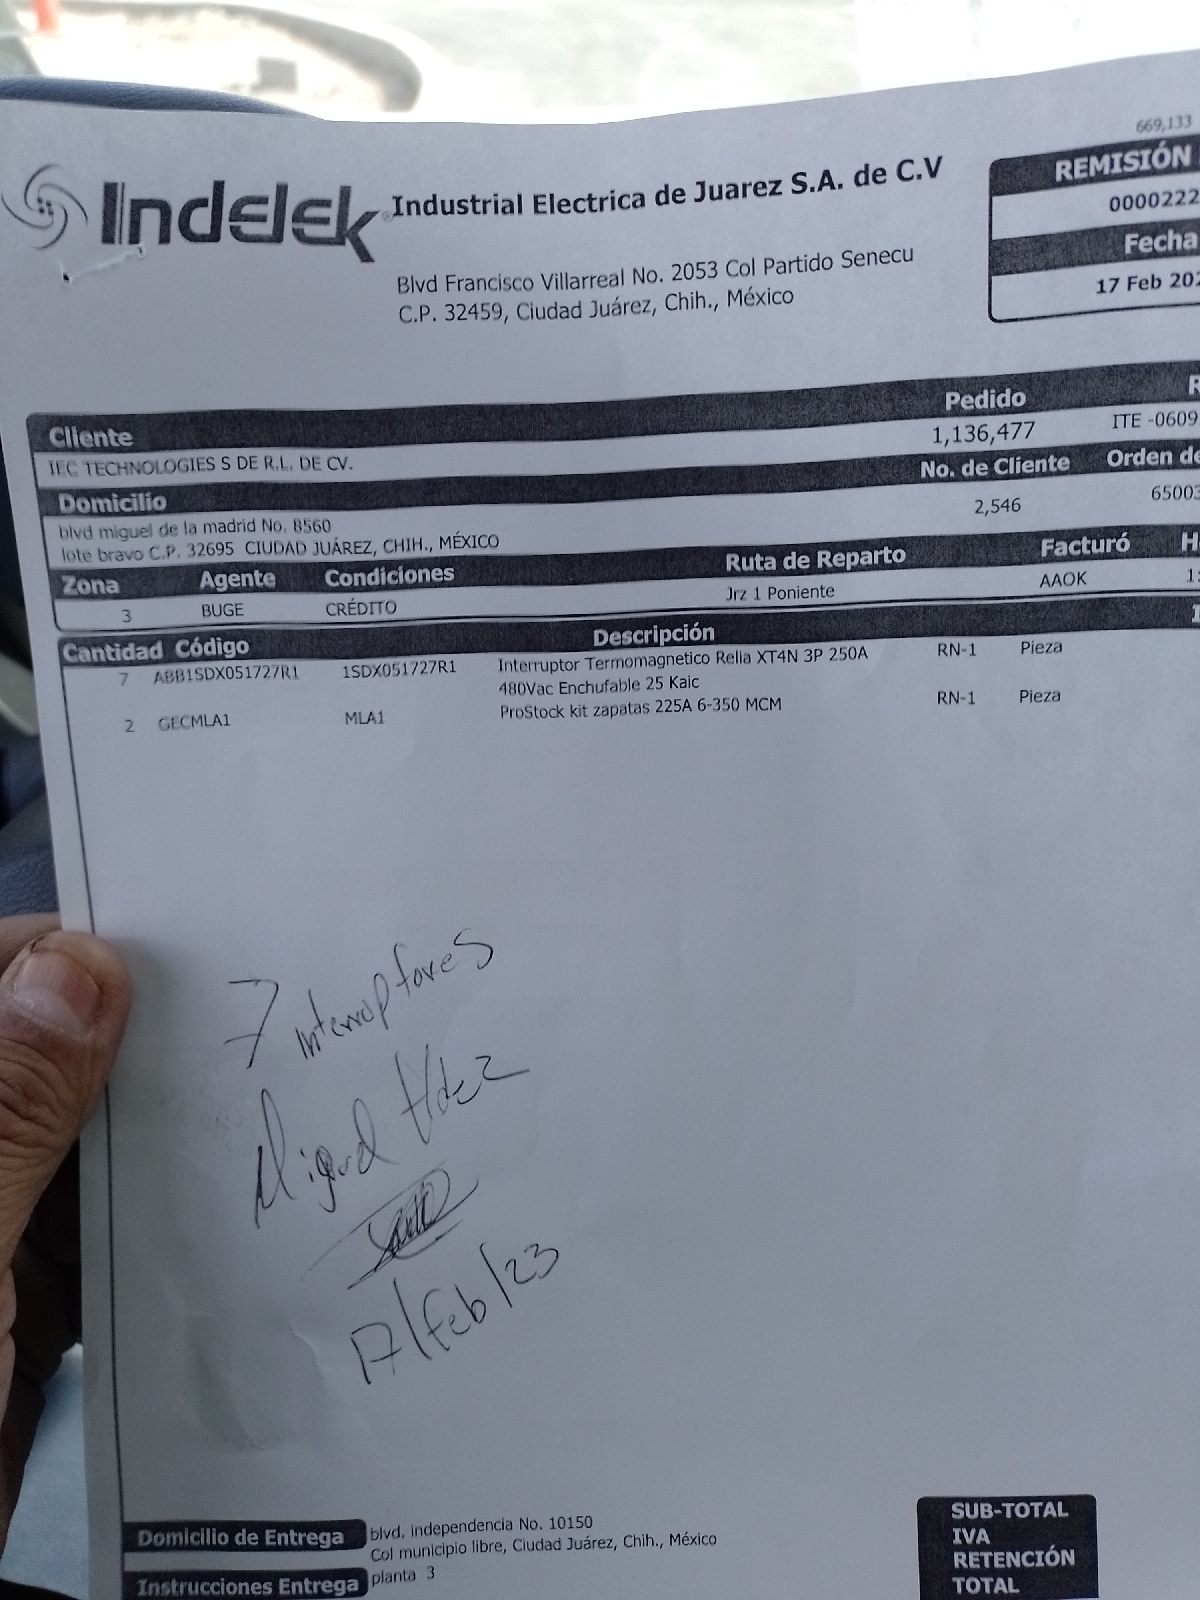 669,133
Indelek
Industrial Electrica de Juarez S.A. de C.V
REMISIÓN
0000222
Blvd Francisco Villarreal No. 2053 Col Partido Senecu
C.P. 32459, Ciudad Juárez, Chih., México
Fecha
17 Feb 202
Cliente Pedido R
IEC TECHNOLOGIES S DE R.L. DE CV. 1,136,477 ITE -0609
Domicilio No. de Cliente Orden de
blvd miguel de la madrid No. 8560 2,546 65003
lote bravo C.P. 32695 CIUDAD JUÁREZ, CHIH., MÉXICO
Zona Agente Condiciones Ruta de Reparto Facturó H
3 BUGE CRÉDITO Jrz 1 Poniente AAOK 1:
Cantidad Código Descripción I
7 ABB1SDX051727R1 1SDX051727R1 Interruptor Termomagnetico Relia XT4N 3P 250A RN-1 Pieza
480Vac Enchufable 25 Kaic
2 GECMLA1 MLA1 ProStock kit zapatas 225A 6-350 MCM RN-1 Pieza
7 Interruptores
Miguel Hdez
17/feb/23
Domicilio de Entrega blvd. independencia No. 10150
Col municipio libre, Ciudad Juárez, Chih., México
Instrucciones Entrega planta 3
SUB-TOTAL
IVA
RETENCIÓN
TOTAL